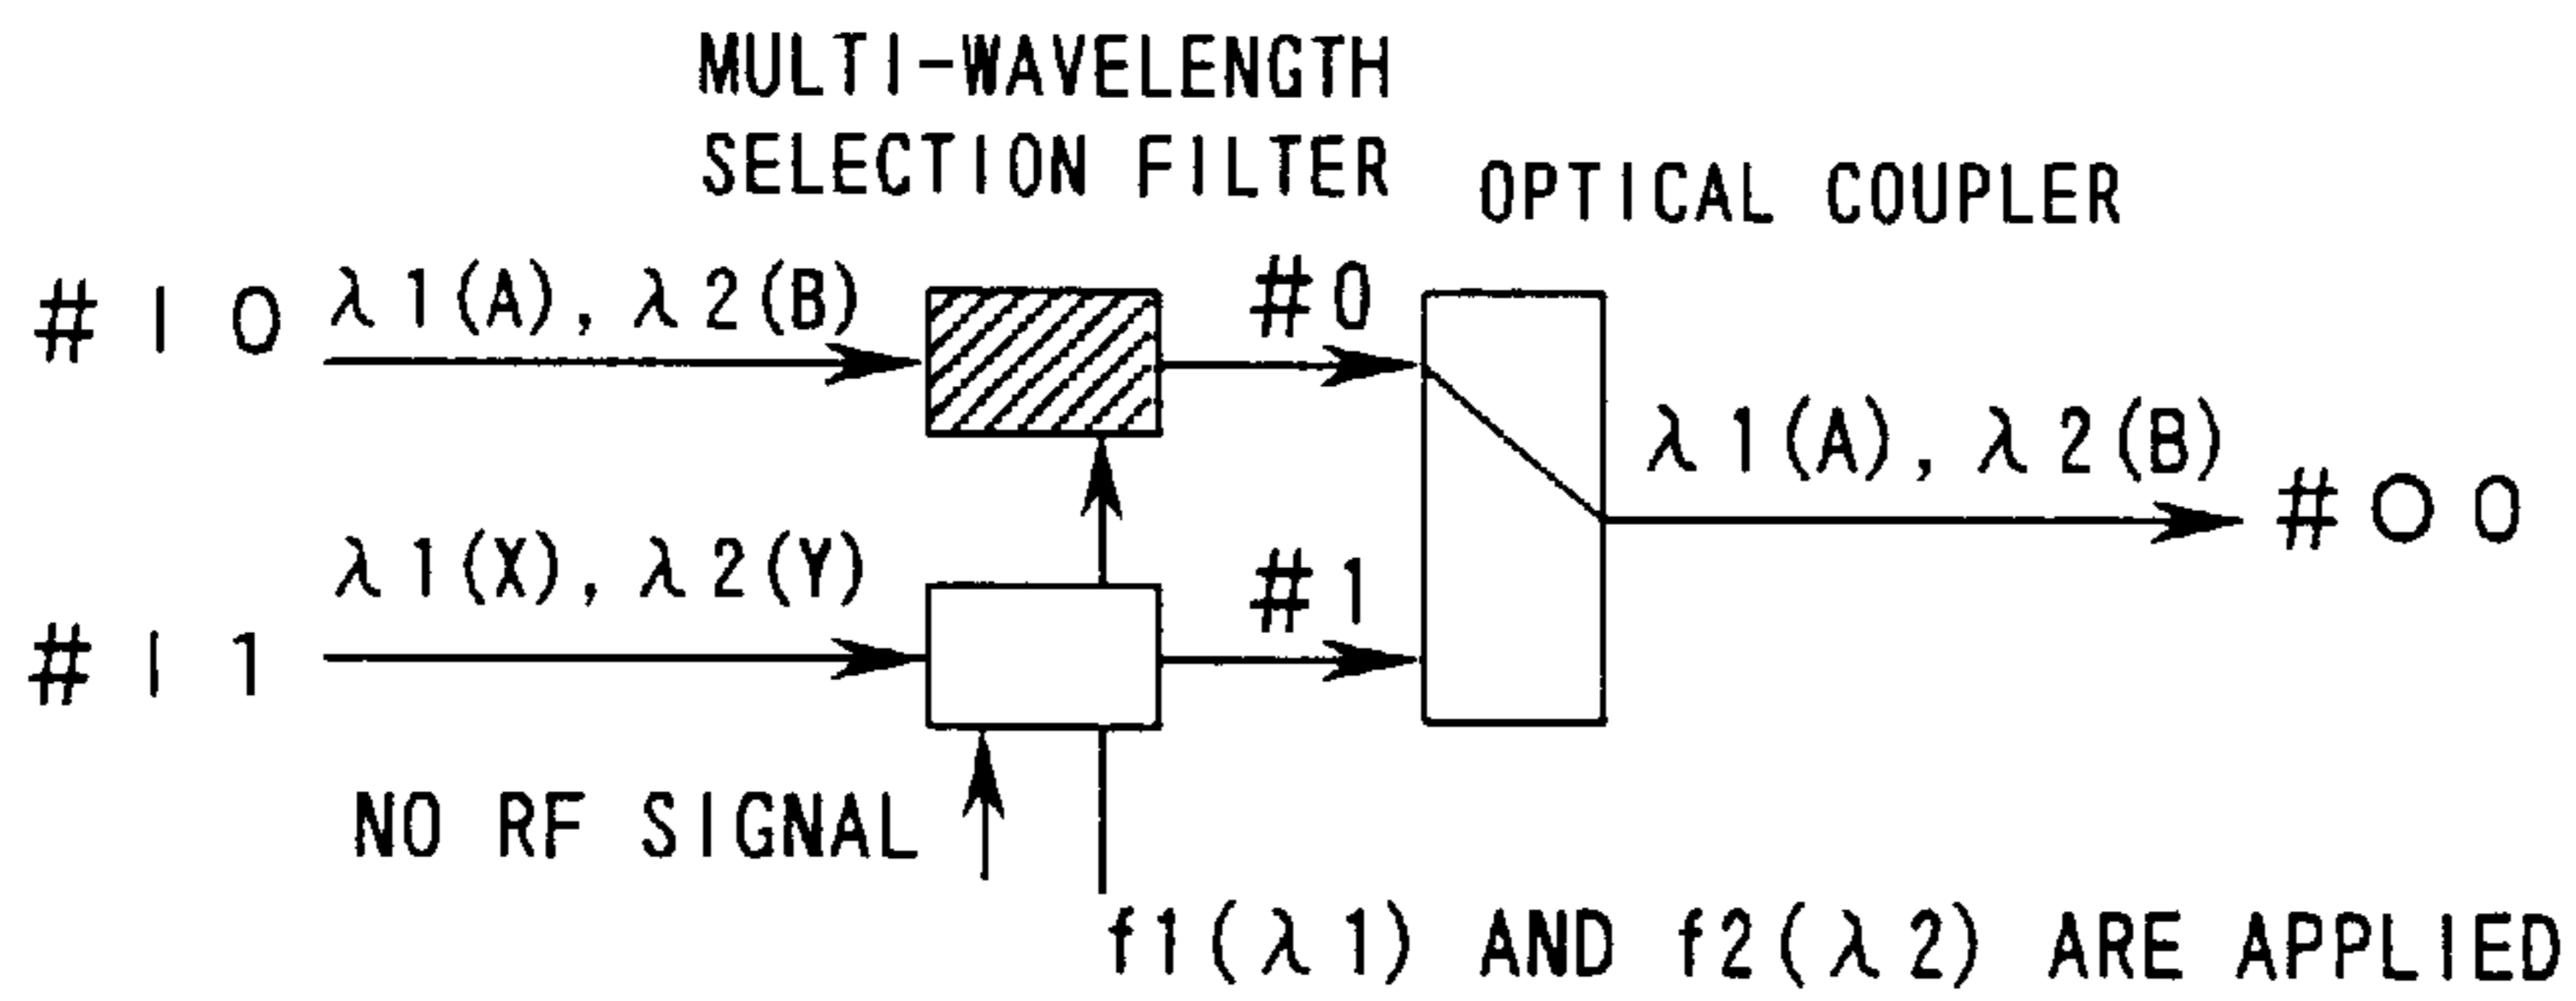 MULTI-WAVELENGTH
SELECTION FILTER
OPTICAL COUPLER
#I0 λ1(A), λ2(B) #0
λ1(A), λ2(B) #O0
#I1 λ1(X), λ2(Y) #1
NO RF SIGNAL
f1(λ1) AND f2(λ2) ARE APPLIED